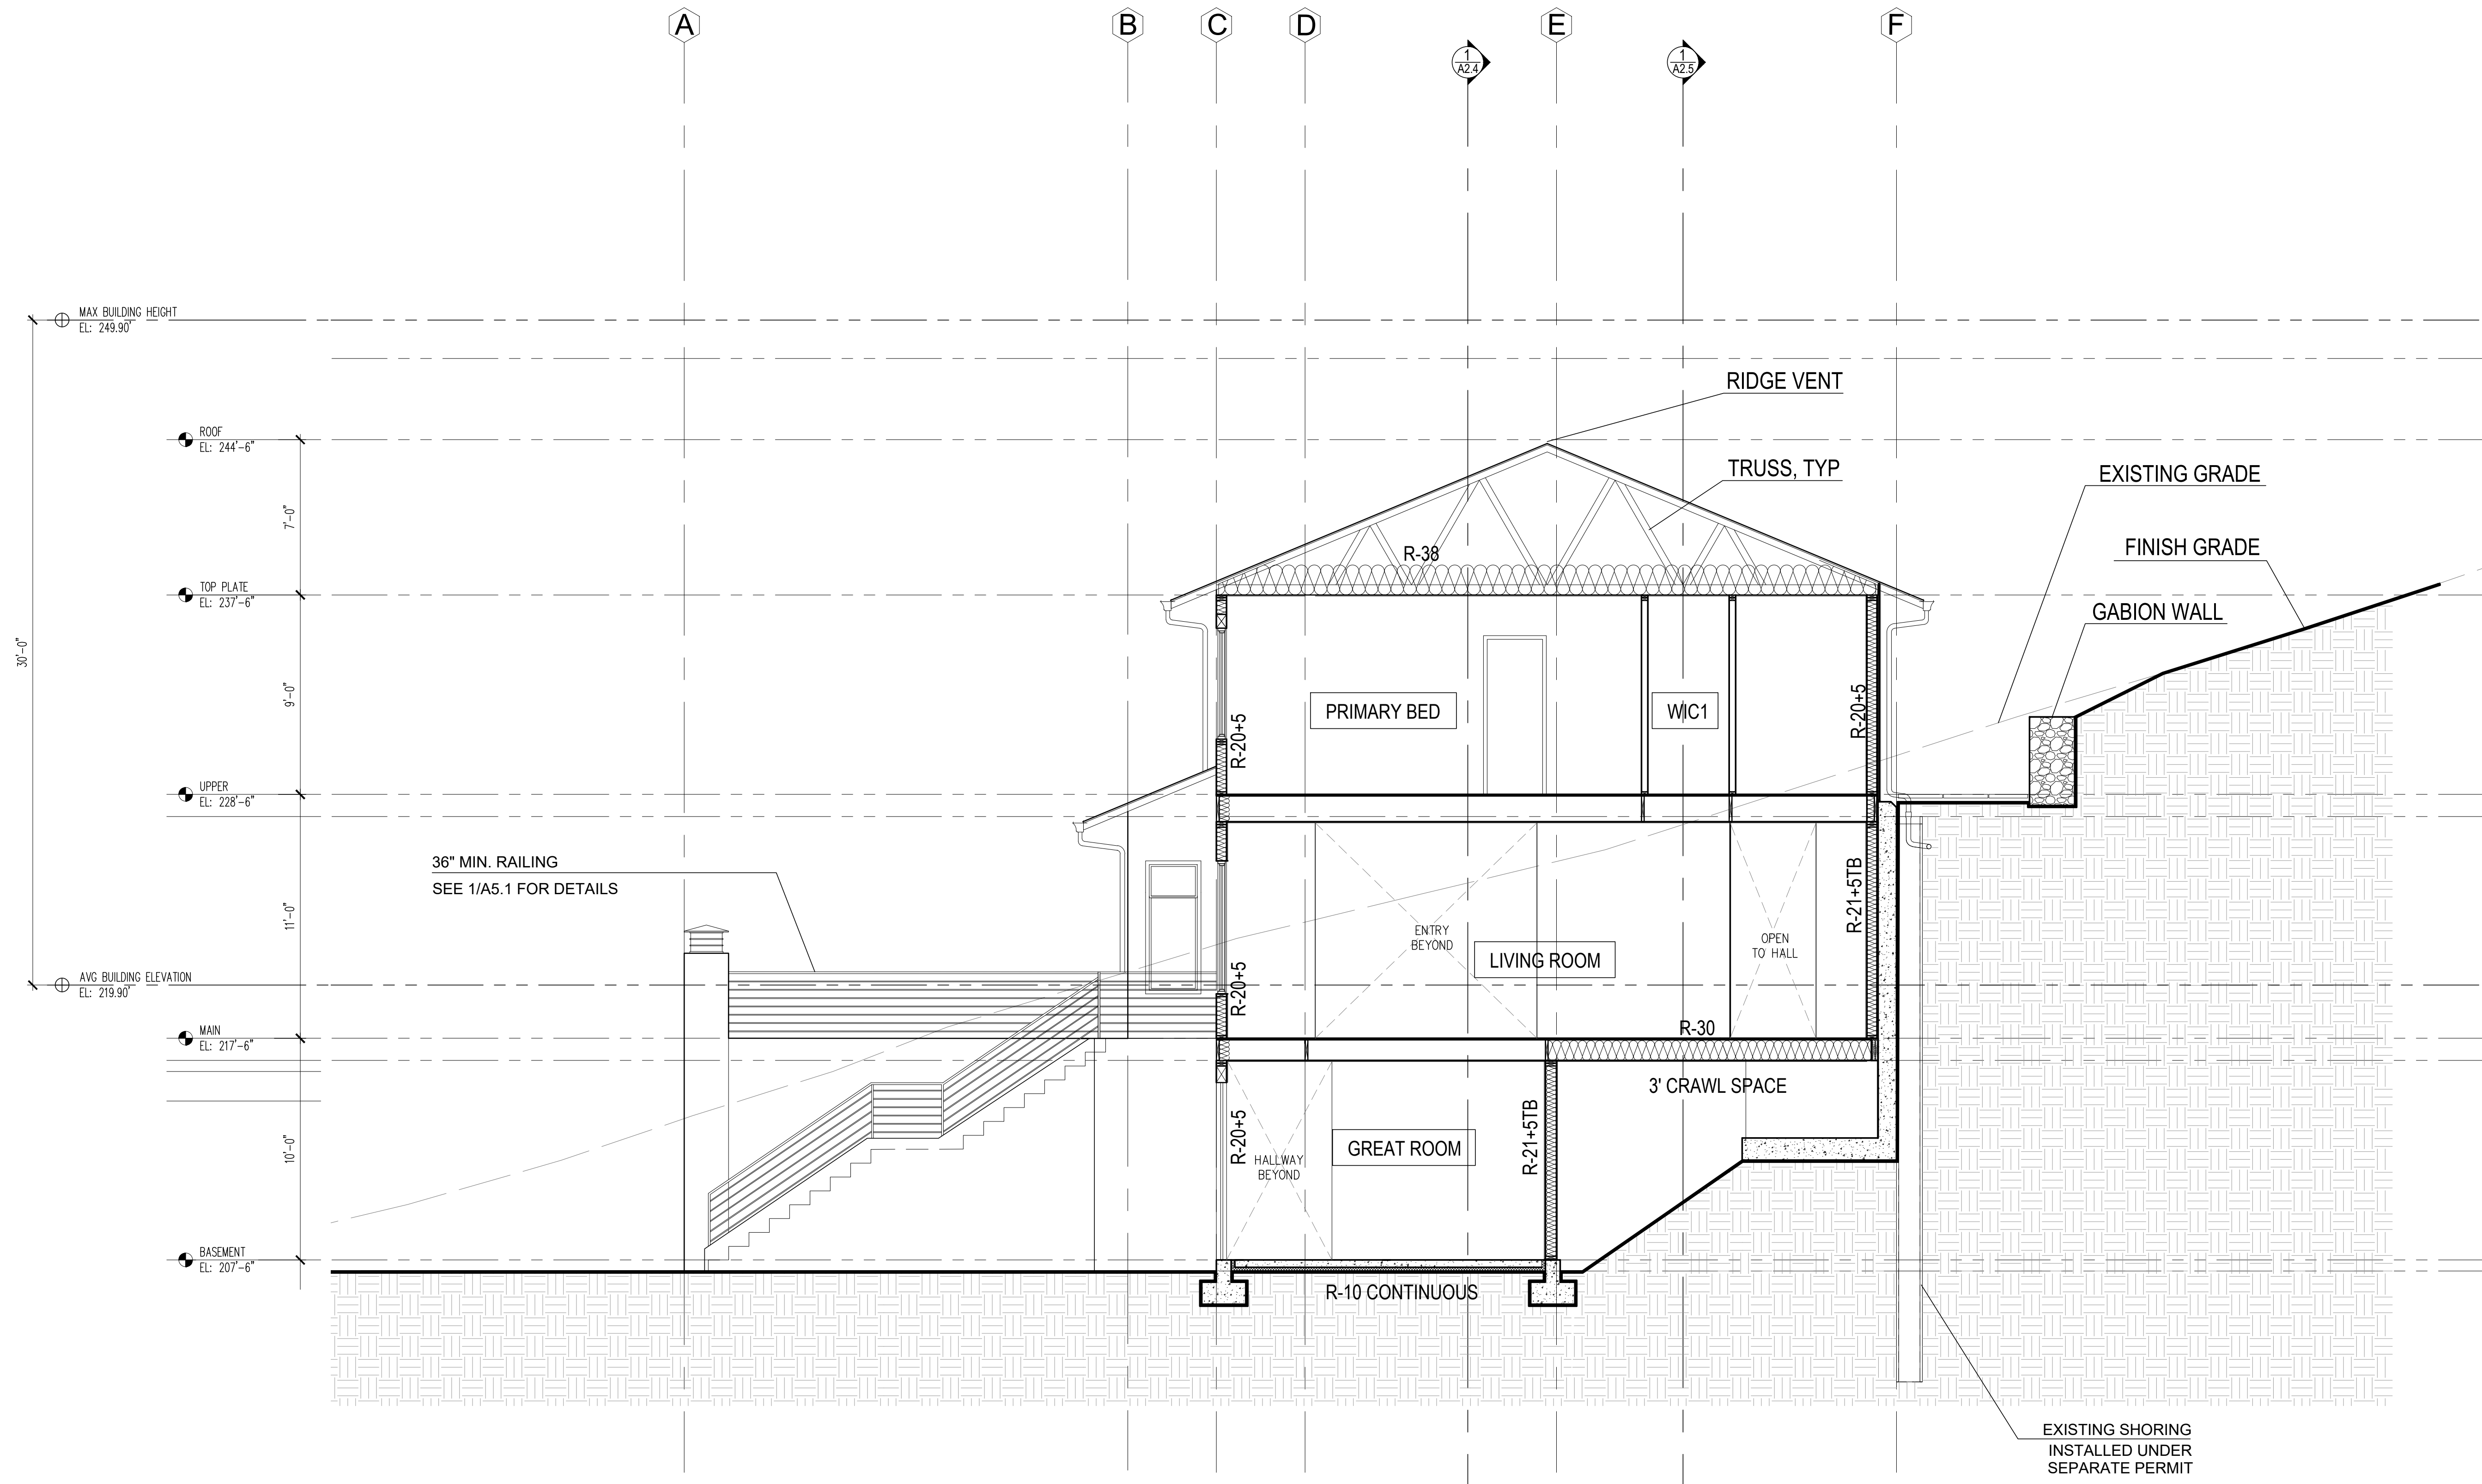 A
B
C
D
E
F
1
A2.4
1
A2.5
MAX BUILDING HEIGHT
EL: 249.90'
RIDGE VENT
ROOF
EL: 244'-6"
TRUSS, TYP
EXISTING GRADE
7'-0"
FINISH GRADE
R-38
TOP PLATE
EL: 237'-6"
GABION WALL
30'-0"
9'-0"
PRIMARY BED
WIC1
R-20+5
R-20+5
UPPER
EL: 228'-6"
36" MIN. RAILING
SEE 1/A5.1 FOR DETAILS
11'-0"
R-21+5TB
ENTRY
BEYOND
OPEN
TO HALL
LIVING ROOM
AVG BUILDING ELEVATION
EL: 219.90'
R-20+5
MAIN
EL: 217'-6"
R-30
3' CRAWL SPACE
10'-0"
R-20+5
R-21+5TB
GREAT ROOM
HALLWAY
BEYOND
BASEMENT
EL: 207'-6"
R-10 CONTINUOUS
EXISTING SHORING
INSTALLED UNDER
SEPARATE PERMIT